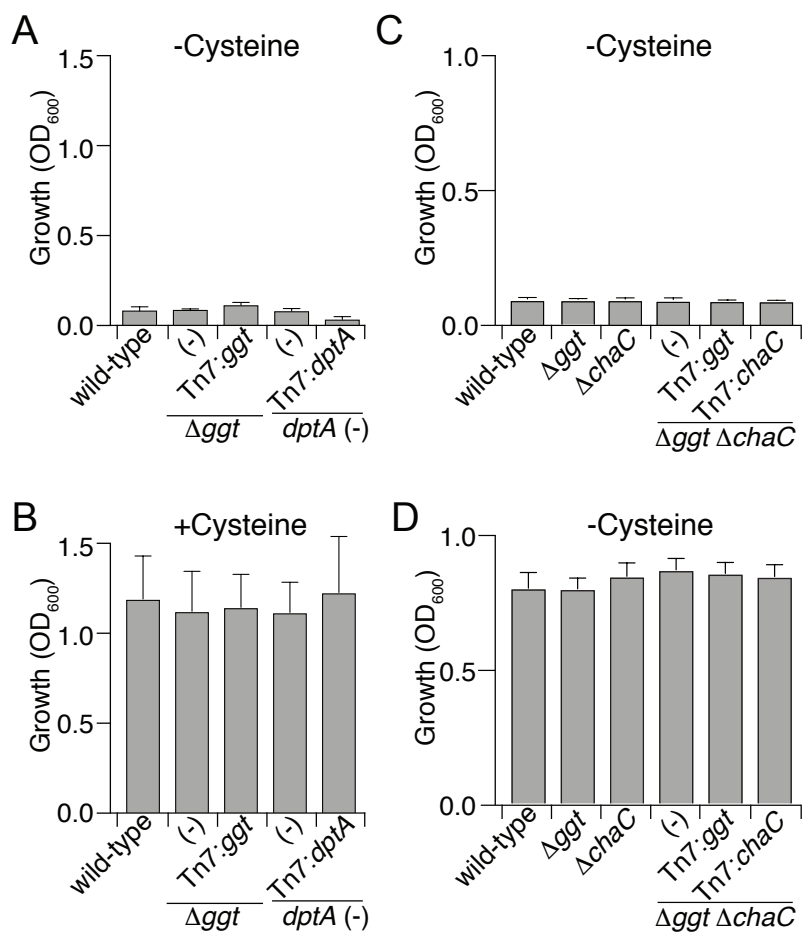 A
-Cysteine
Growth (OD600)
1.5
1.0
0.5
0.0
wild-type
(-)
Tn7:ggt
(-)
Tn7:dptA
Δggt
dptA (-)
C
-Cysteine
Growth (OD600)
1.0
0.5
0.0
wild-type
Δggt
ΔchaC
(-)
Tn7:ggt
Tn7:chaC
Δggt ΔchaC
B
+Cysteine
Growth (OD600)
1.5
1.0
0.5
0.0
wild-type
(-)
Tn7:ggt
(-)
Tn7:dptA
Δggt
dptA (-)
D
-Cysteine
Growth (OD600)
1.0
0.5
0.0
wild-type
Δggt
ΔchaC
(-)
Tn7:ggt
Tn7:chaC
Δggt ΔchaC